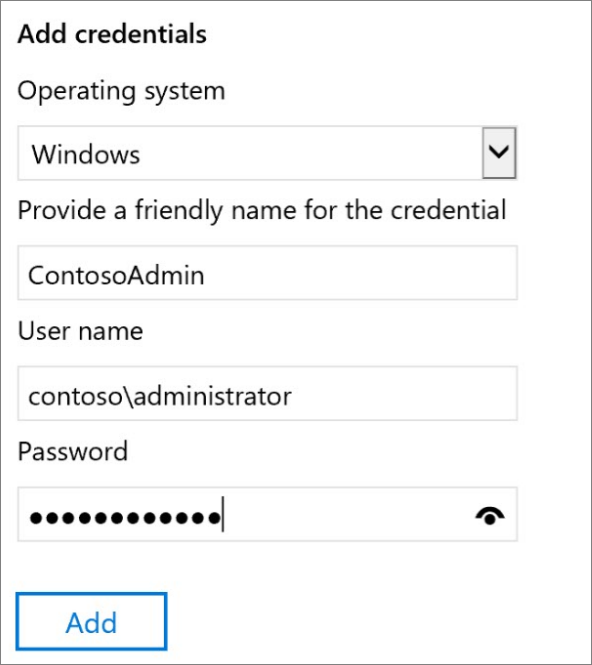 Add credentials
Operating system
Windows
Provide a friendly name for the credential
ContosoAdmin
User name
contoso\administrator
Password
●●●●●●●●●●●●
Add